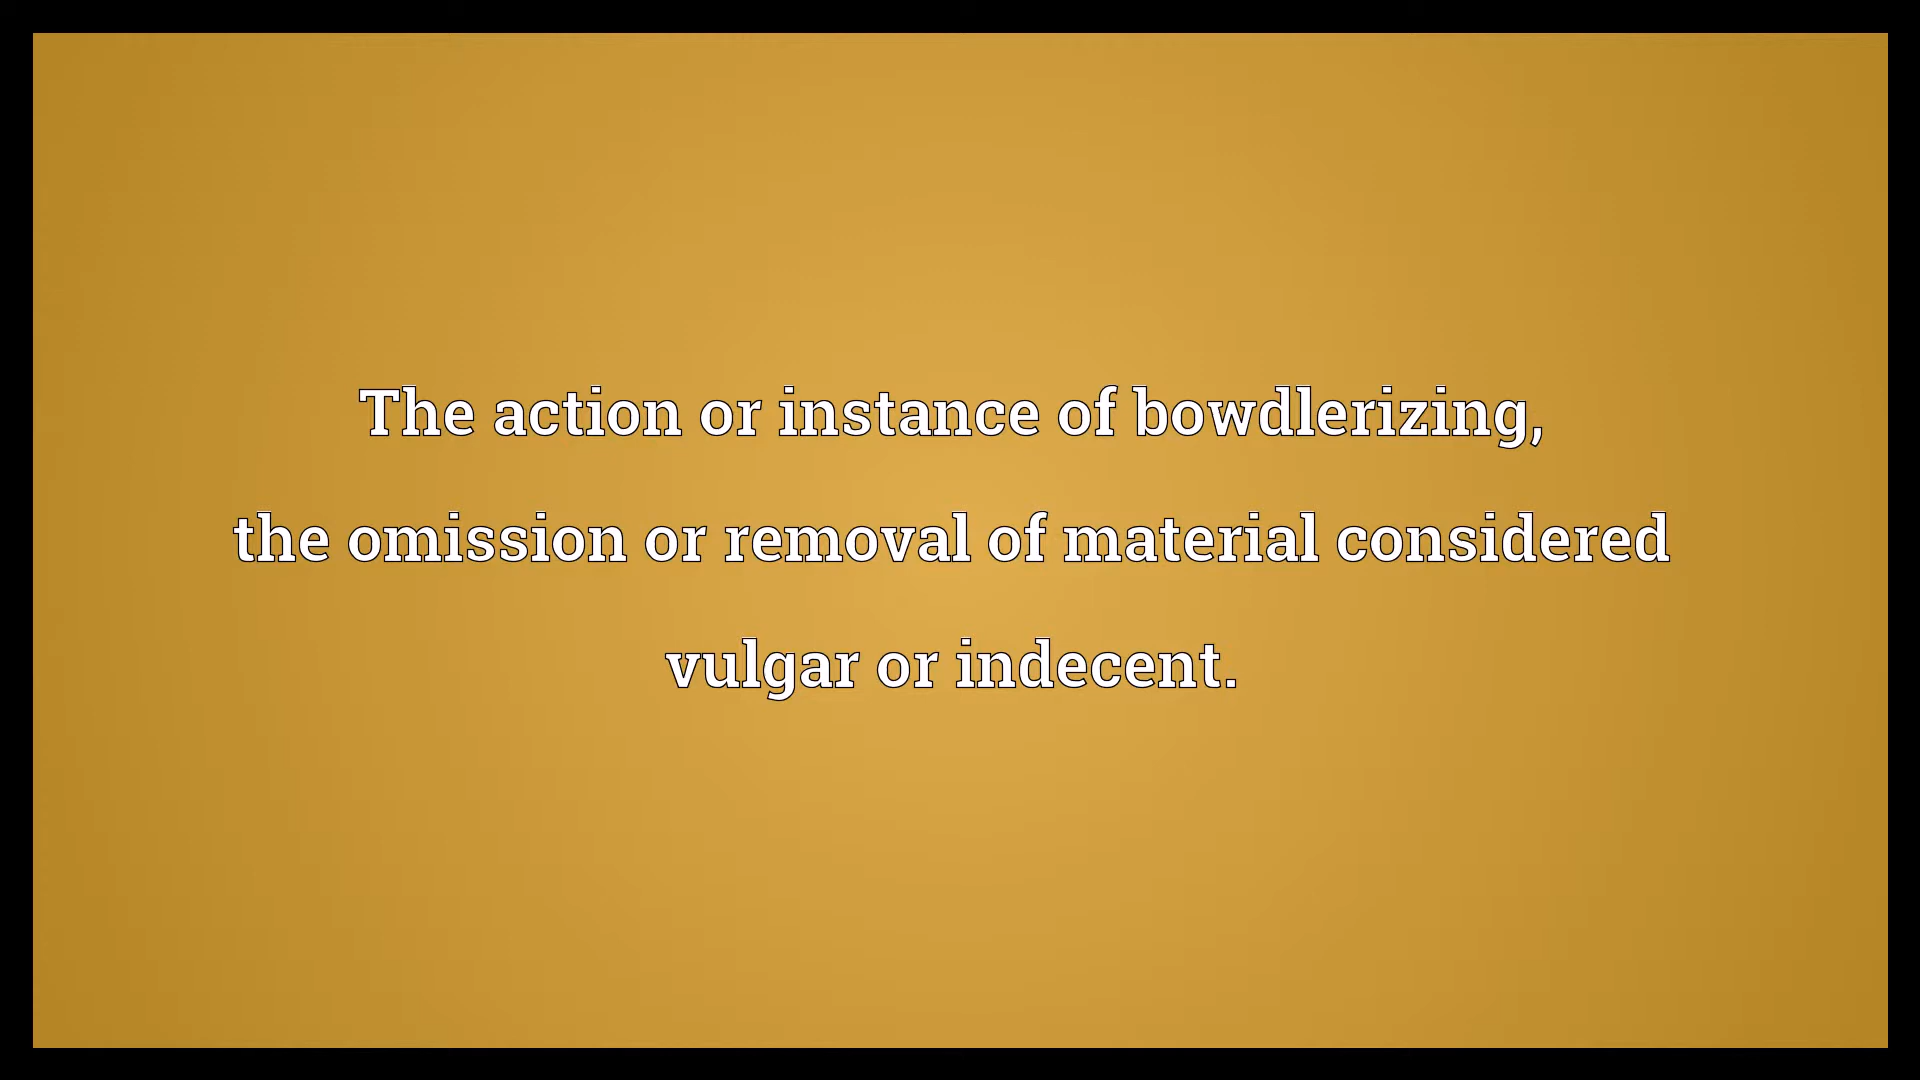 The action or instance of bowdlerizing,
the omission or removal of material considered
vulgar or indecent.